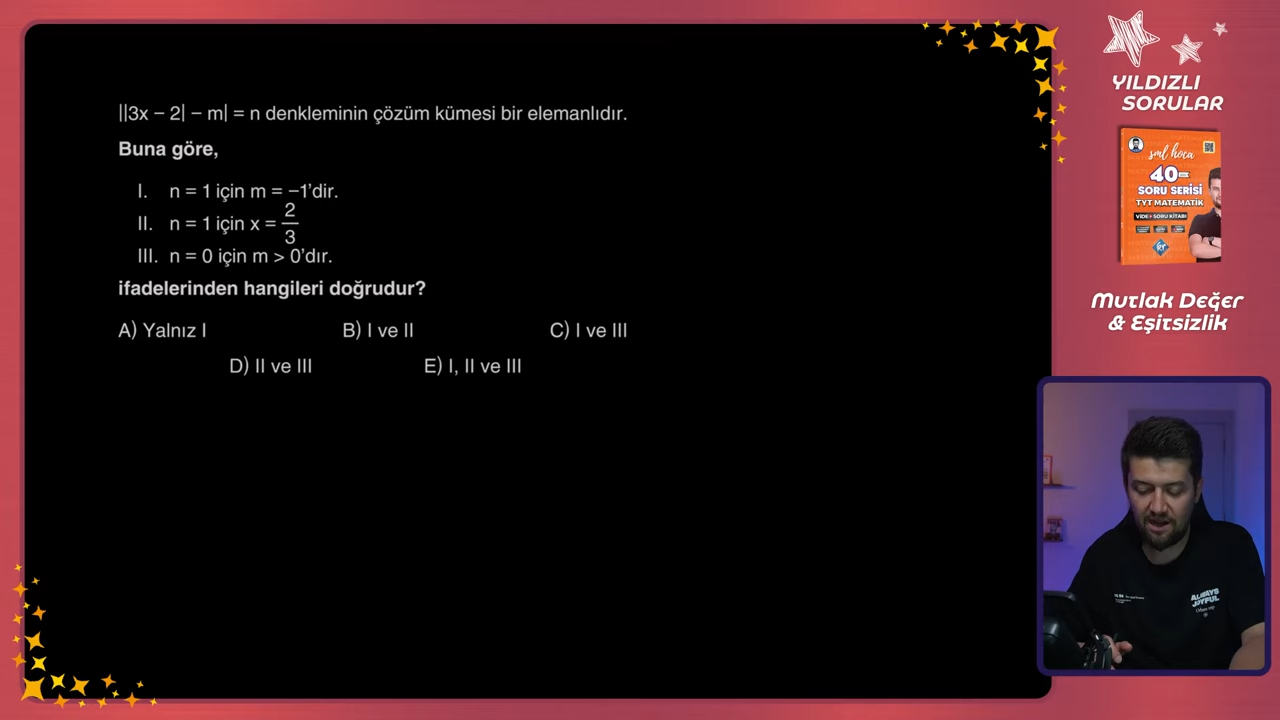 ||3x − 2| − m| = n denkleminin çözüm kümesi bir elemanlıdır.
Buna göre,
I. n = 1 için m = −1'dir.
II. n = 1 için x = 2/3
III. n = 0 için m > 0'dır.
ifadelerinden hangileri doğrudur?
A) Yalnız I B) I ve II C) I ve III
D) II ve III E) I, II ve III
YILDIZLI
SORULAR
sml hoca
40
SORU SERİSİ
TYT MATEMATİK
Mutlak Değer
& Eşitsizlik
ALWAYS
JOYFUL